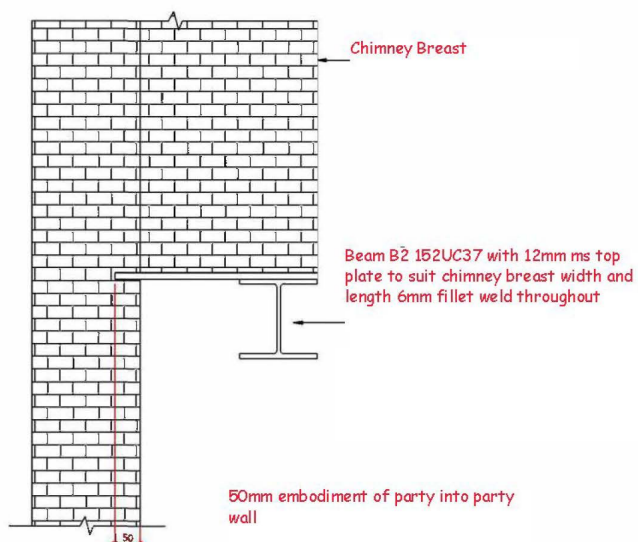 Chimney Breast
Beam B2 152UC37 with 12mm ms top
plate to suit chimney breast width and
length 6mm fillet weld throughout
50mm embodiment of party into party
wall
50